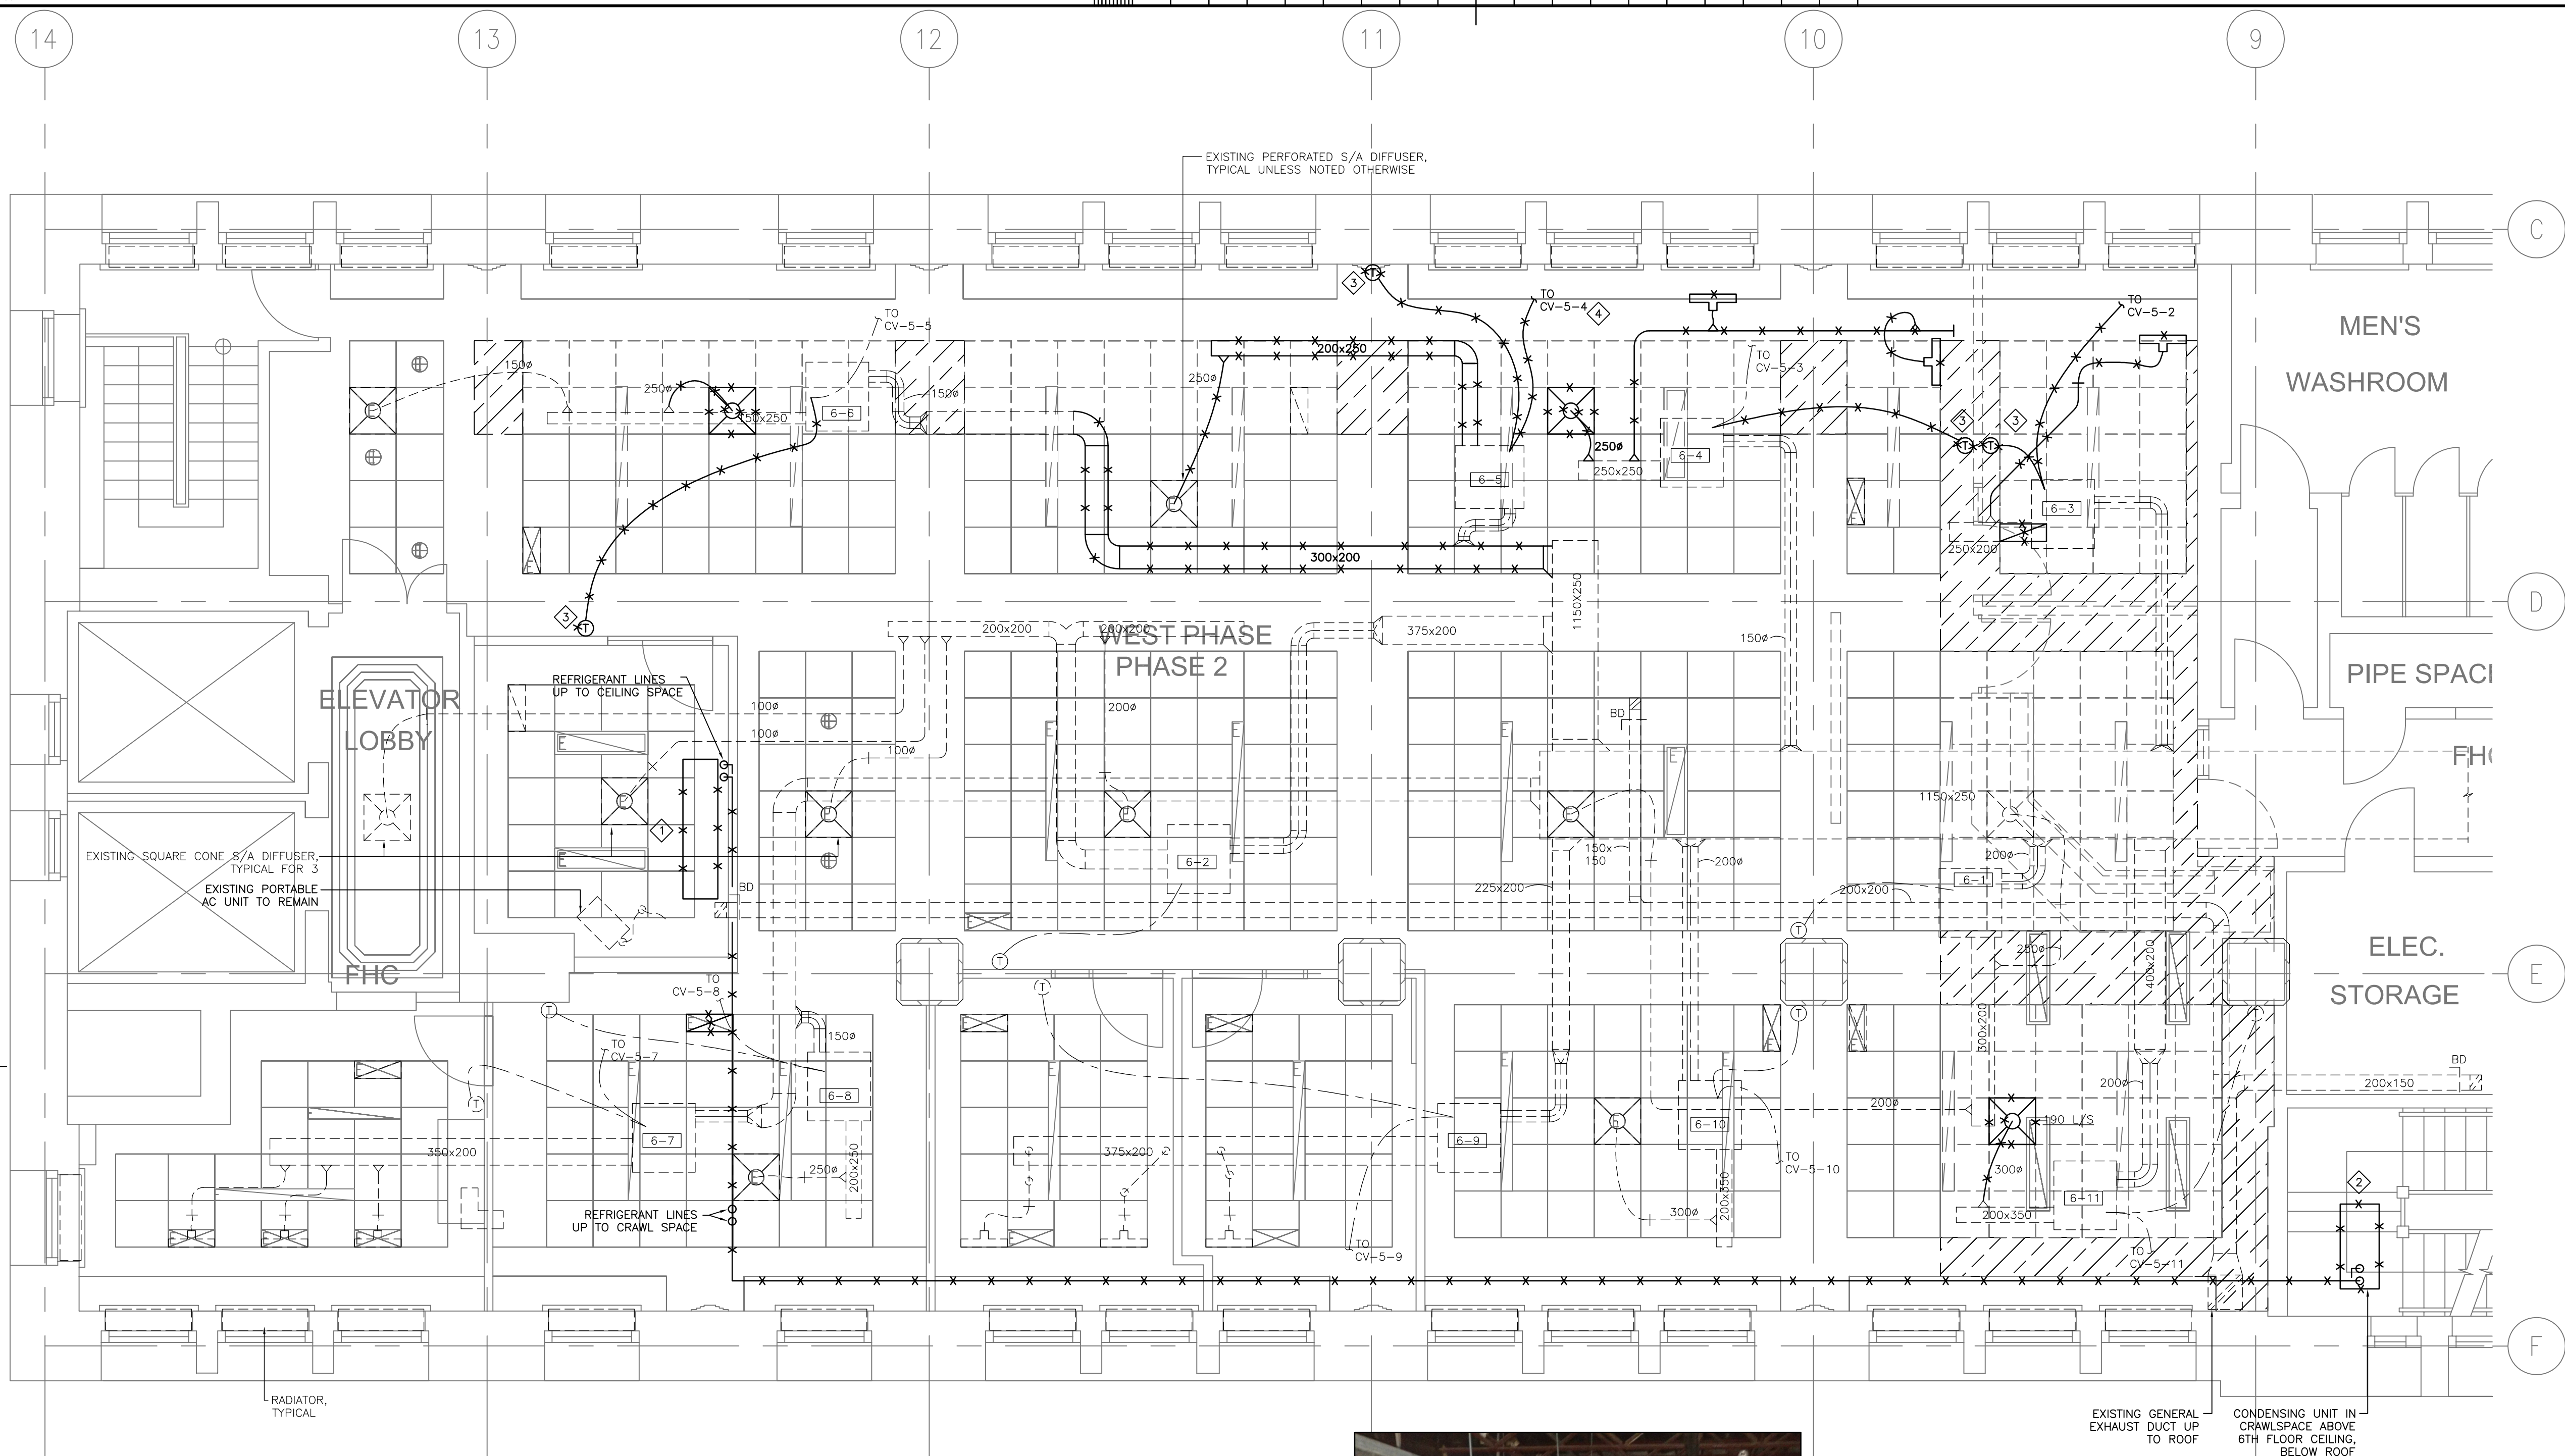 14
13
12
11
10
9
EXISTING PERFORATED S/A DIFFUSER,
TYPICAL UNLESS NOTED OTHERWISE
C
3
TO
CV-5-4
4
TO
CV-5-2
TO
CV-5-5
MEN'S
WASHROOM
200x250
TO
CV-5-3
150ø
250ø
250ø
150ø
6-6
3
3
250ø
6-4
250x250
6-5
6-3
250x200
300x200
1150X250
D
3
200x200
200x200
WEST PHASE
PHASE 2
375x200
150ø
PIPE SPACE
REFRIGERANT LINES
UP TO CEILING SPACE
ELEVATOR
LOBBY
100ø
200ø
BD
100ø
100ø
1150x250
1
EXISTING SQUARE CONE S/A DIFFUSER,
TYPICAL FOR 3
6-2
150x
150
200ø
200ø
6-1
EXISTING PORTABLE
AC UNIT TO REMAIN
BD
225x200
200x200
T
T
FHC
250ø
400x200
ELEC.
STORAGE
E
TO
CV-5-8
T
T
T
T
150ø
TO
CV-5-7
300x200
BD
200x150
6-8
T
200ø
200ø
190 L/S
6-7
6-9
6-10
350x200
375x200
250ø
200x250
TO
CV-5-10
300ø
6-11
2
REFRIGERANT LINES
UP TO CRAWL SPACE
300ø
200x350
200x350
TO
CV-5-9
TO
CV-5-11
F
RADIATOR,
TYPICAL
EXISTING GENERAL
EXHAUST DUCT UP
TO ROOF
CONDENSING UNIT IN
CRAWLSPACE ABOVE
6TH FLOOR CEILING,
BELOW ROOF